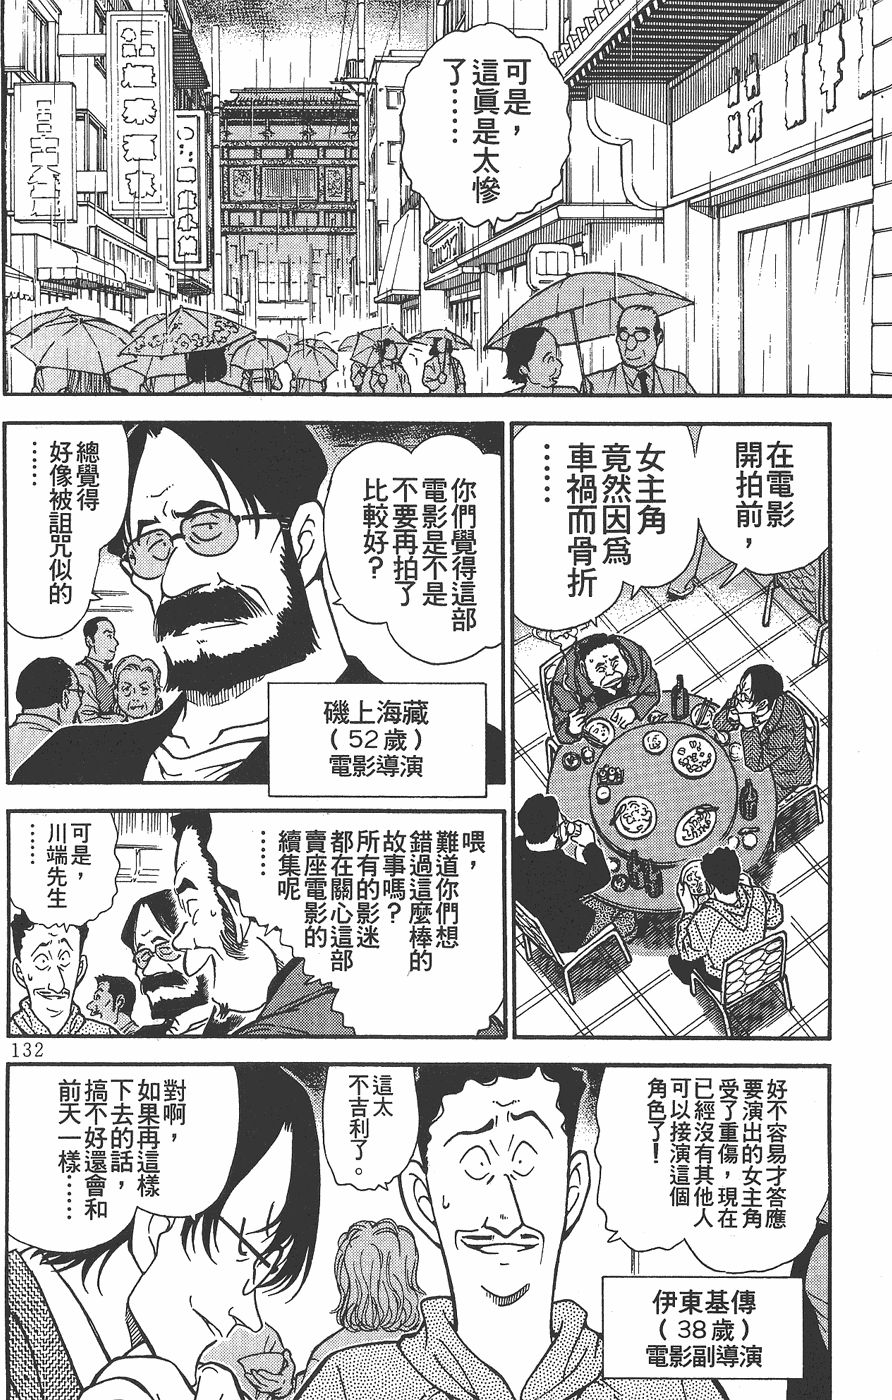 可是，
這眞是太慘
了……
在電影
開拍前，
女主角
竟然因爲
車禍而骨折
……
你們覺得這部
電影是不是
不要再拍了
比較好？
總覺得
好像被詛咒似的
……
磯上海藏
（52歲）
電影導演
喂，
難道你們想
錯過這麼棒的
故事嗎？
所有的影迷
都在關心這部
賣座電影的
續集呢
……
可是，
川端先生
……
132
好不容易才答應
要演出的女主角
受了重傷，現在
已經沒有其他人
可以接演這個
角色了！
伊東基傳
（38歲）
電影副導演
這太
不吉利了。
對啊，
如果再這樣
下去的話，
搞不好還會和
前天一樣……